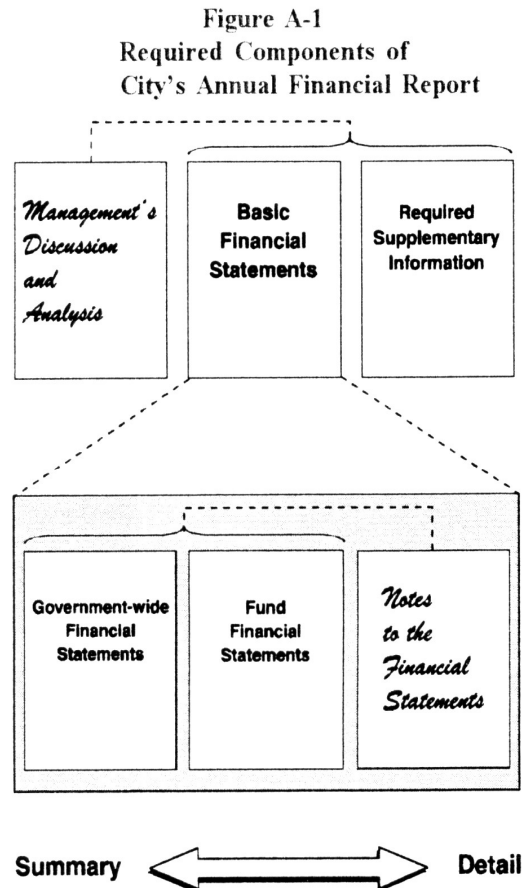 Figure A-1
Required Components of
City's Annual Financial Report
Management's
Discussion
and
Analysis
Basic
Financial
Statements
Required
Supplementary
Information
Government-wide
Financial
Statements
Fund
Financial
Statements
Notes
to the
Financial
Statements
Summary
Detail